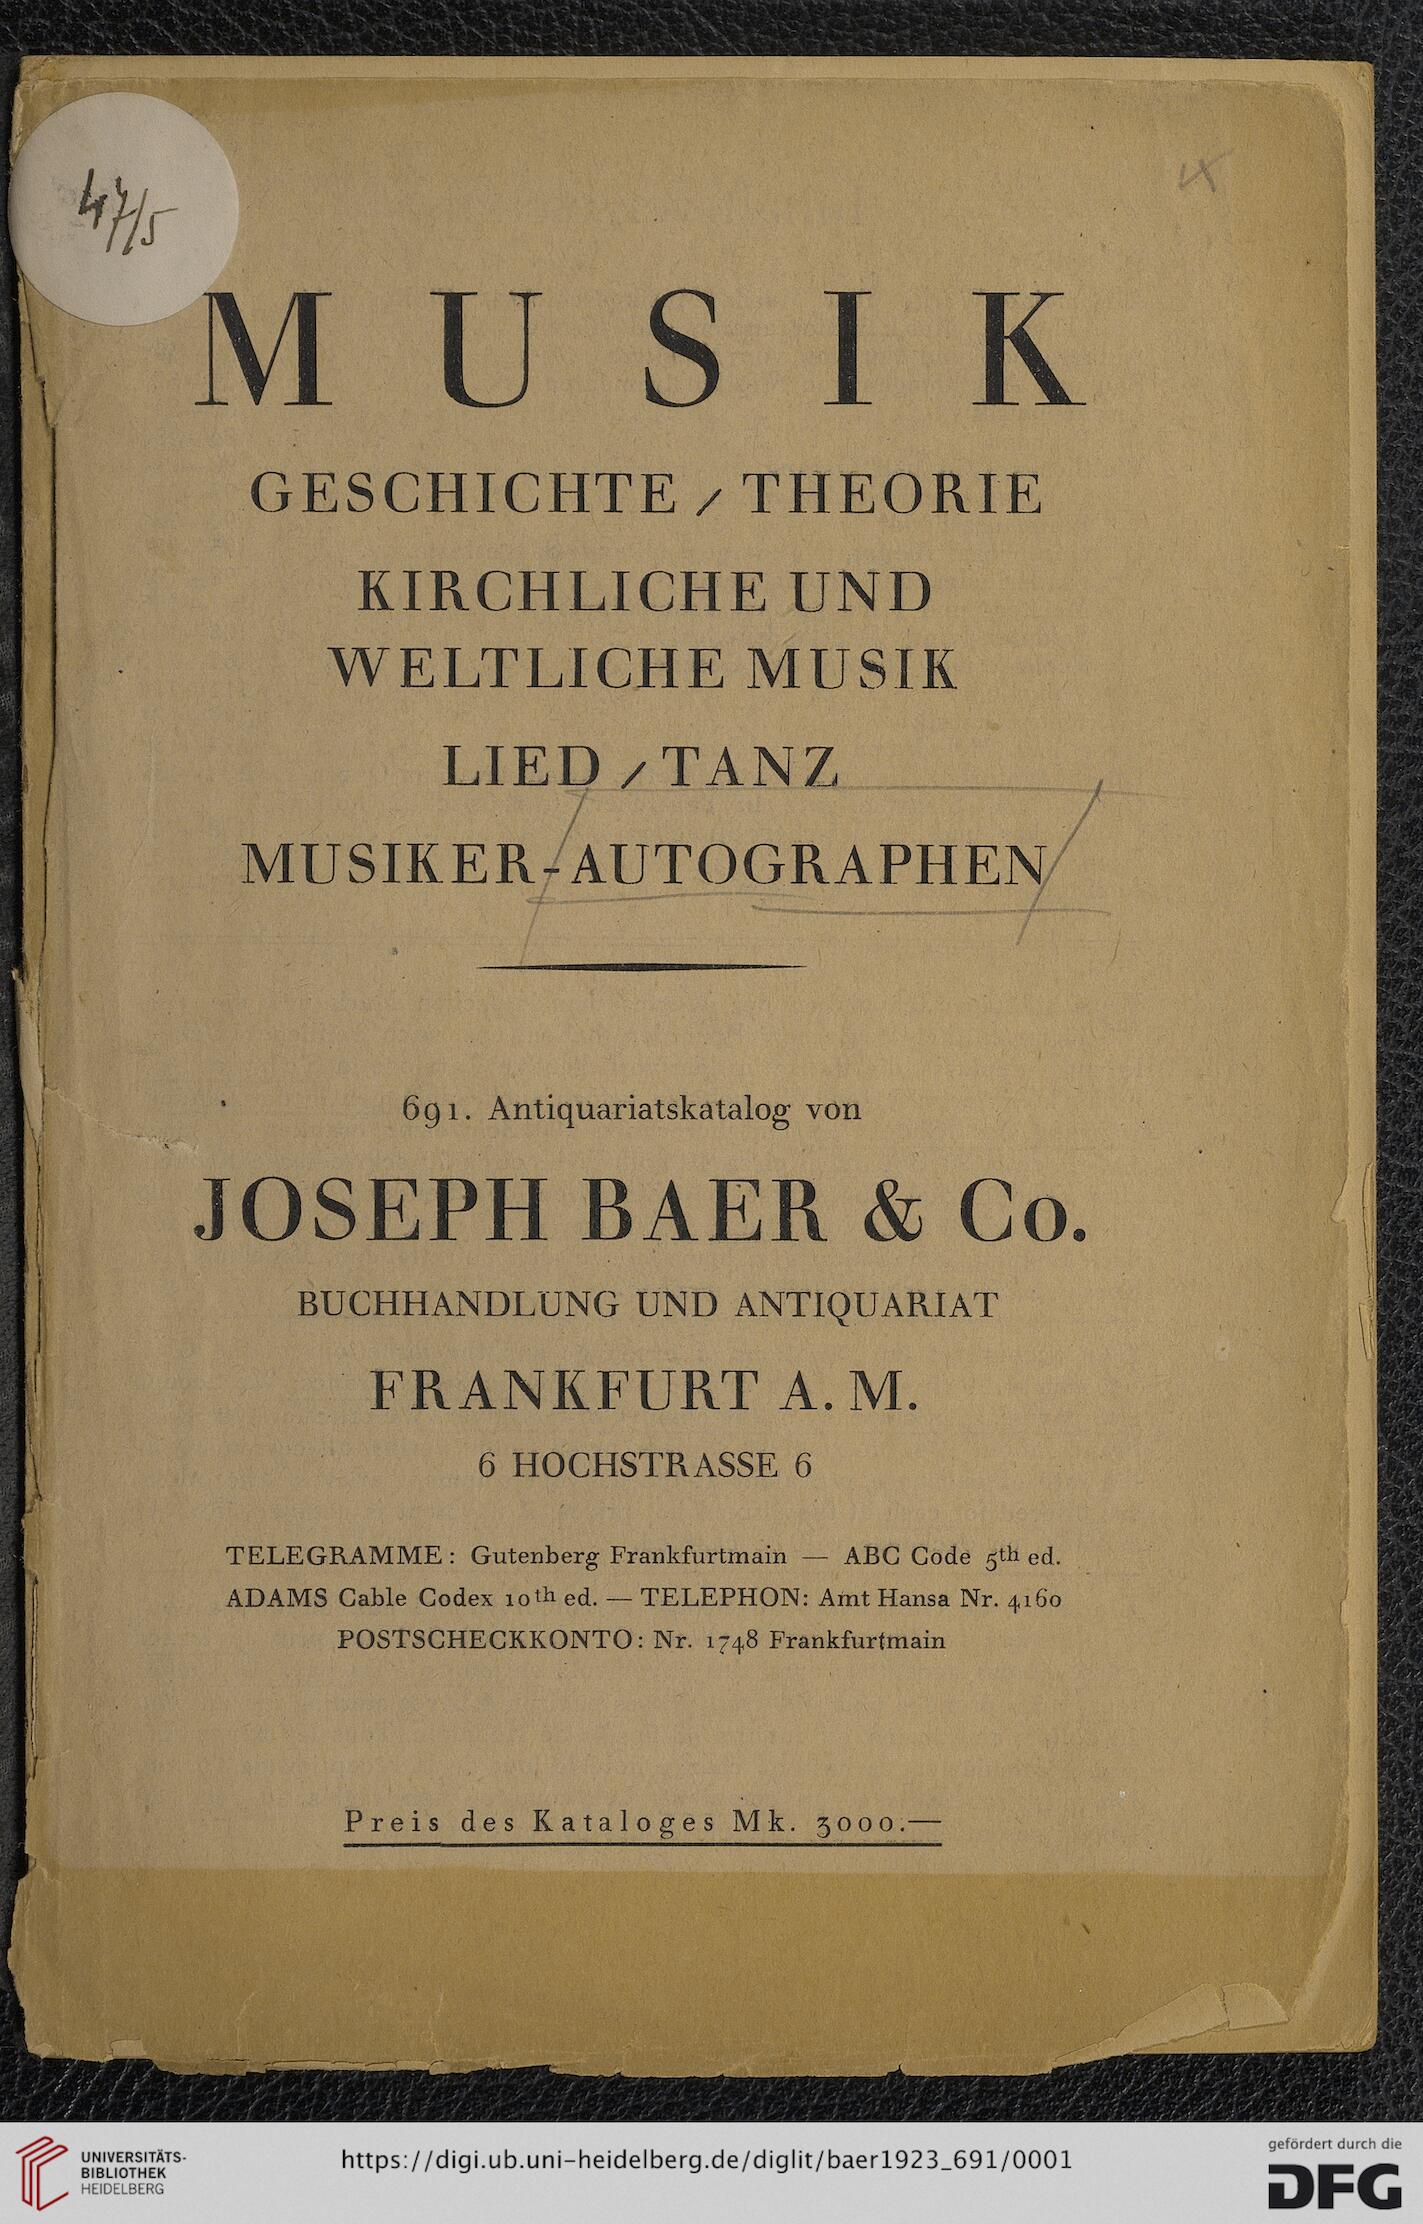 47/5
MUSIK
GESCHICHTE / THEORIE
KIRCHLICHE UND
WELTLICHE MUSIK
LIED / TANZ
MUSIKER-AUTOGRAPHEN
691. Antiquariatskatalog von
JOSEPH BAER & Co.
BUCHHANDLUNG UND ANTIQUARIAT
FRANKFURT A. M.
6 HOCHSTRASSE 6
TELEGRAMME: Gutenberg Frankfurtmain — ABC Code 5th ed.
ADAMS Cable Codex 10th ed. — TELEPHON: Amt Hansa Nr. 4160
POSTSCHECKKONTO: Nr. 1748 Frankfurtmain
Preis des Kataloges Mk. 3000.—
UNIVERSITÄTS-
BIBLIOTHEK
HEIDELBERG
https://digi.ub.uni-heidelberg.de/diglit/baer1923_691/0001
gefördert durch die
DFG